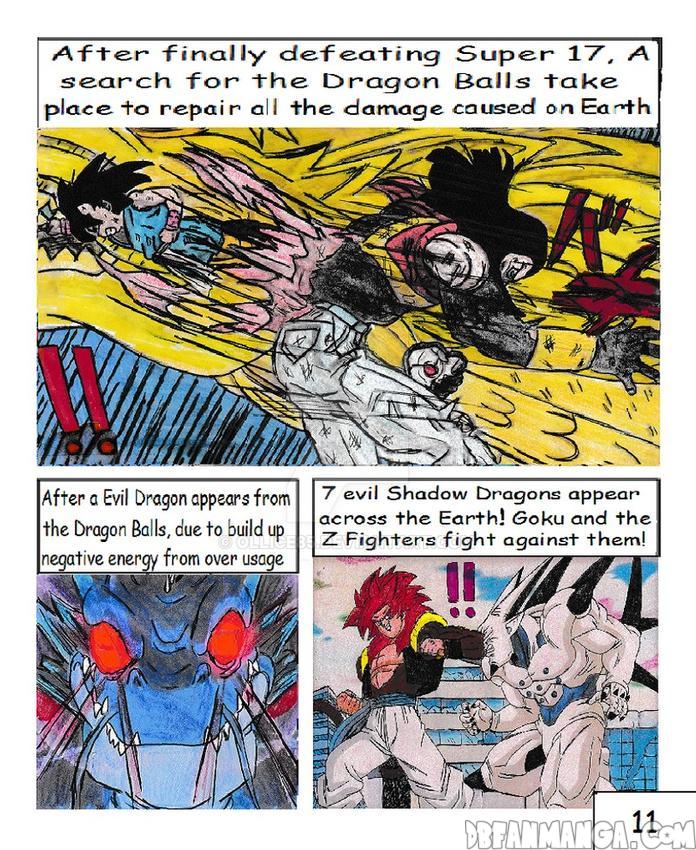 After finally defeating Super 17, A
search for the Dragon Balls take
place to repair all the damage caused on Earth
!!
After a Evil Dragon appears from
the Dragon Balls, due to build up
negative energy from over usage
7 evil Shadow Dragons appear
across the Earth! Goku and the
Z Fighters fight against them!
!!
11
DBFANMANGA.COM